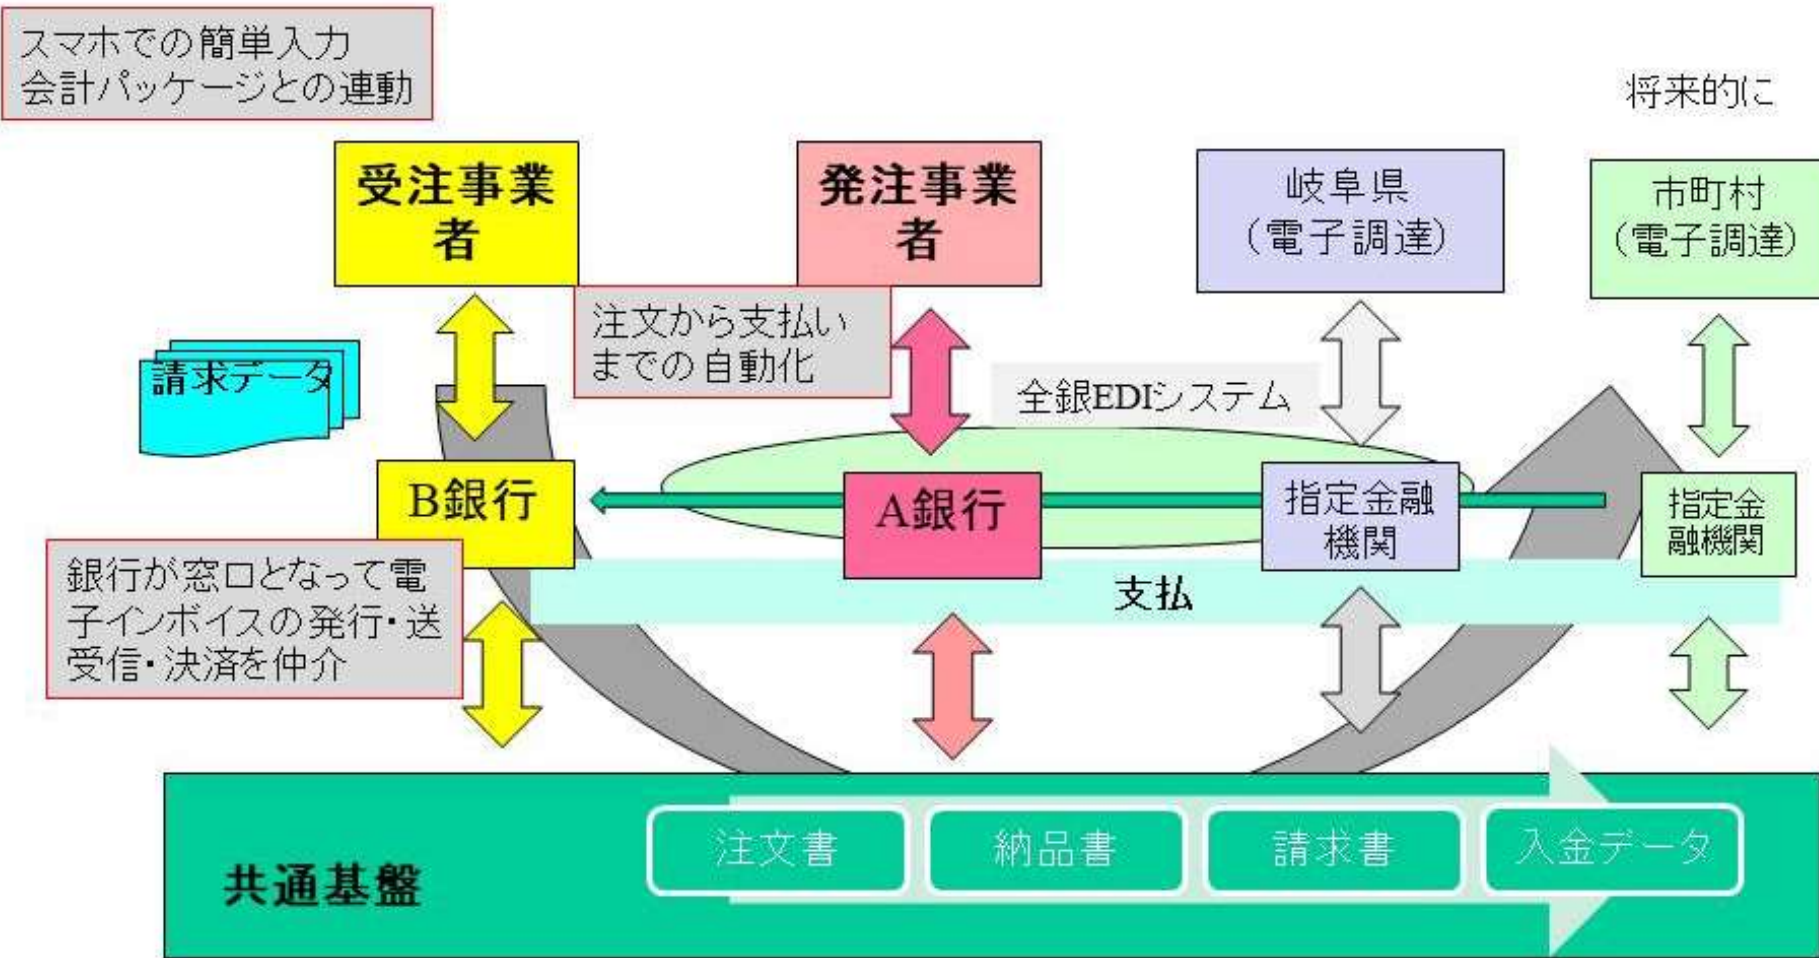 スマホでの簡単入力
会計パッケージとの連動
将来的に
受注事業
者
発注事業
者
岐阜県
（電子調達）
市町村
（電子調達）
注文から支払い
までの自動化
請求データ
全銀EDIシステム
B銀行
A銀行
指定金融
機関
指定金
融機関
銀行が窓口となって電
子インボイスの発行・送
受信・決済を仲介
支払
共通基盤
注文書
納品書
請求書
入金データ